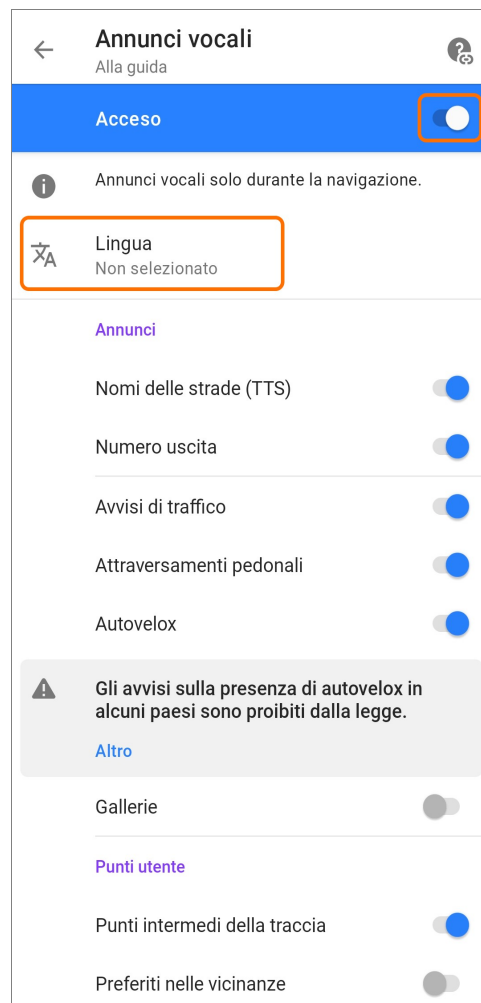 Annunci vocali
Alla guida
Acceso
Annunci vocali solo durante la navigazione.
Lingua
Non selezionato
Annunci
Nomi delle strade (TTS)
Numero uscita
Avvisi di traffico
Attraversamenti pedonali
Autovelox
Gli avvisi sulla presenza di autovelox in
alcuni paesi sono proibiti dalla legge.
Altro
Gallerie
Punti utente
Punti intermedi della traccia
Preferiti nelle vicinanze